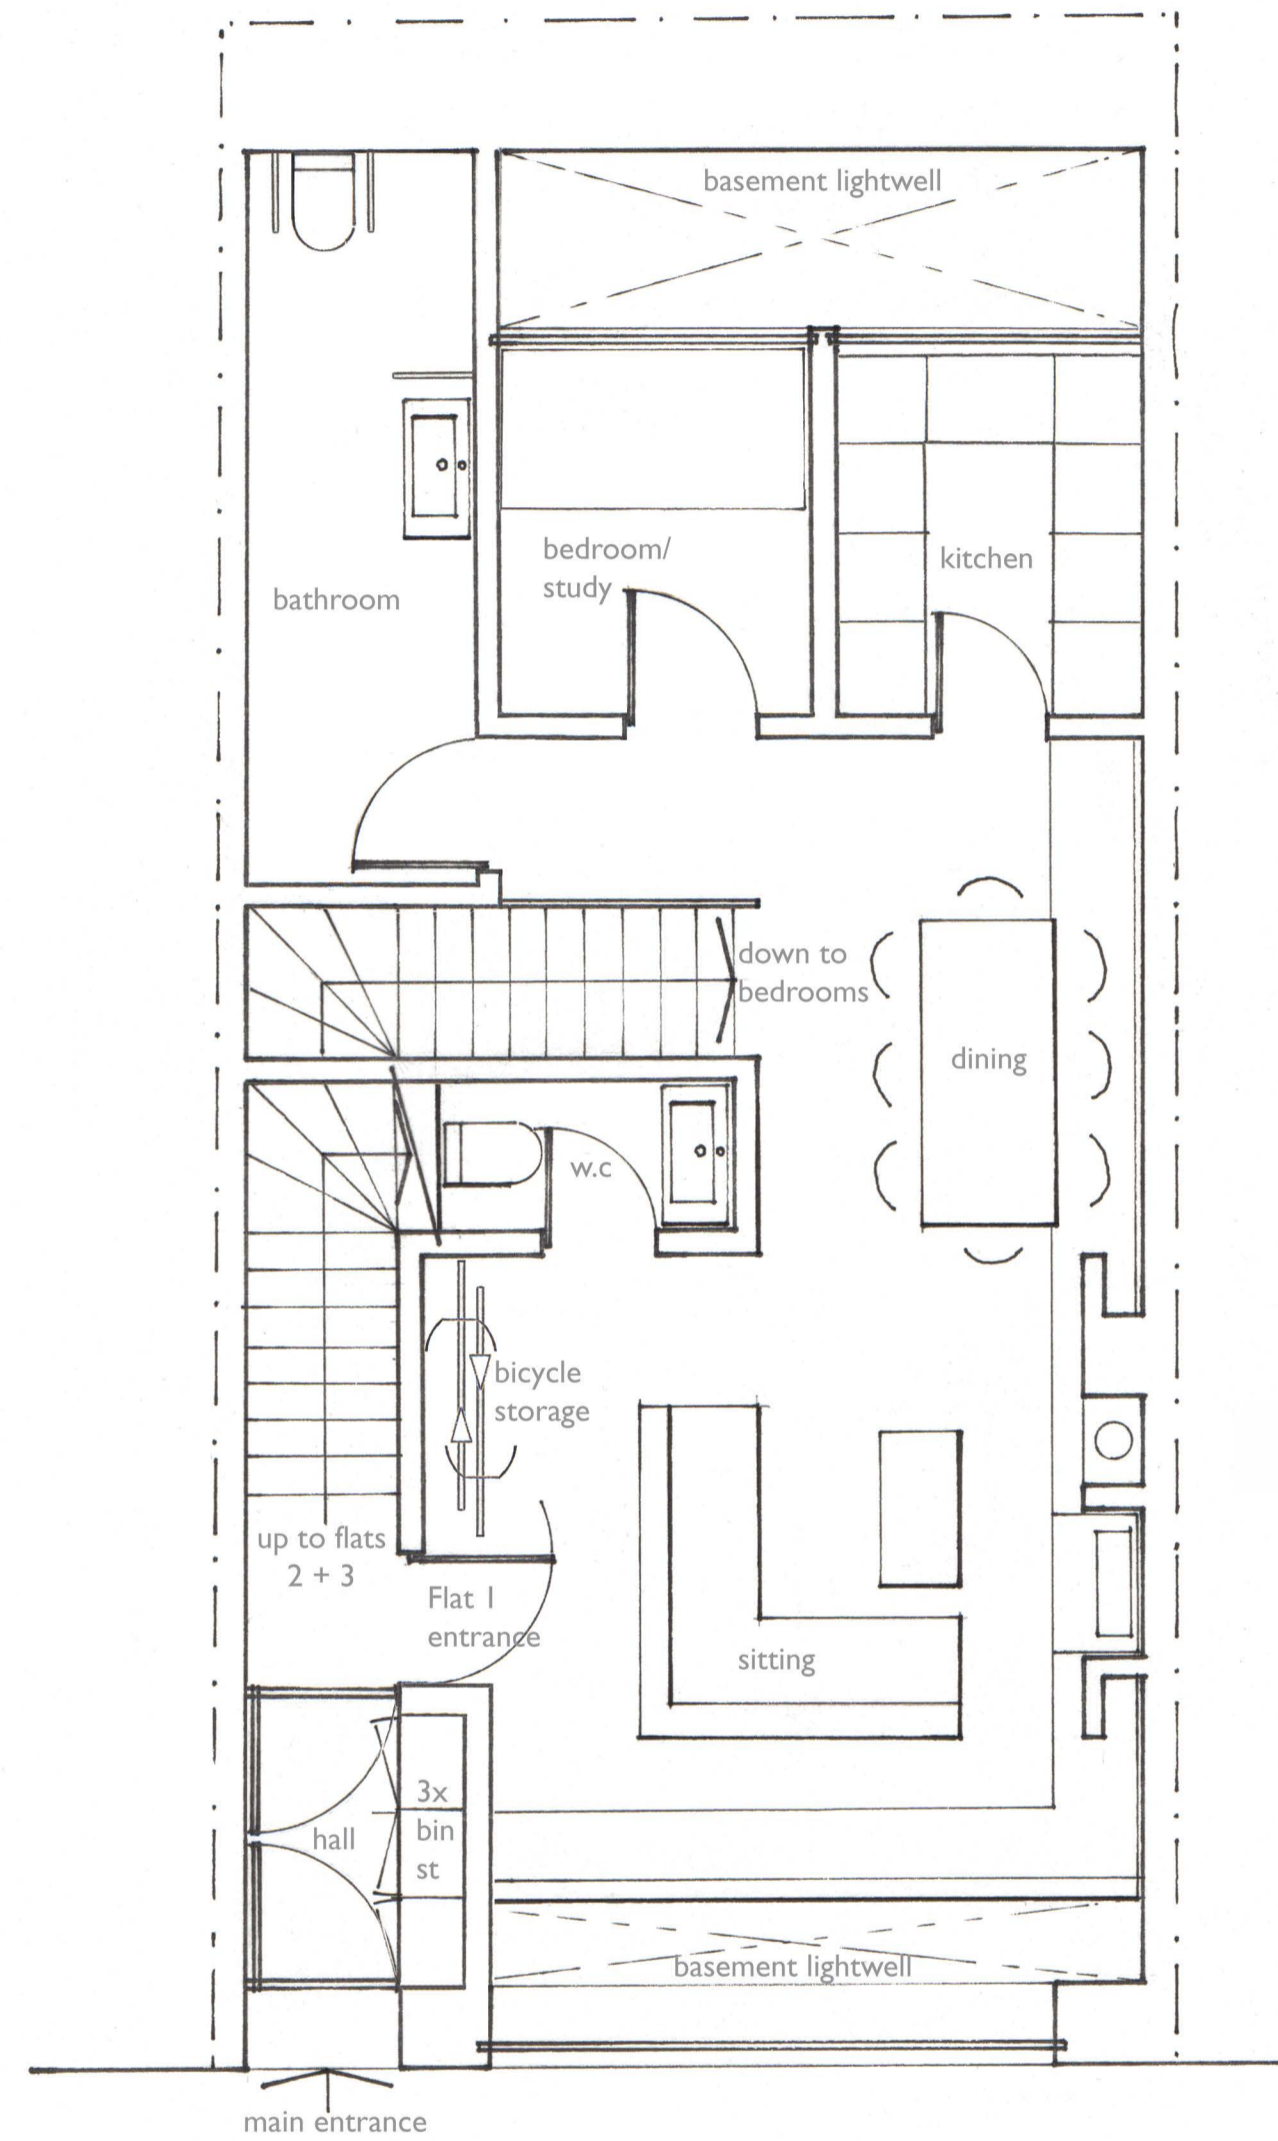 basement lightwell
bedroom/
study
kitchen
bathroom
down to
bedrooms
dining
w.c
bicycle
storage
up to flats
2 + 3
Flat 1
entrance
sitting
3x
bin
st
hall
basement lightwell
main entrance